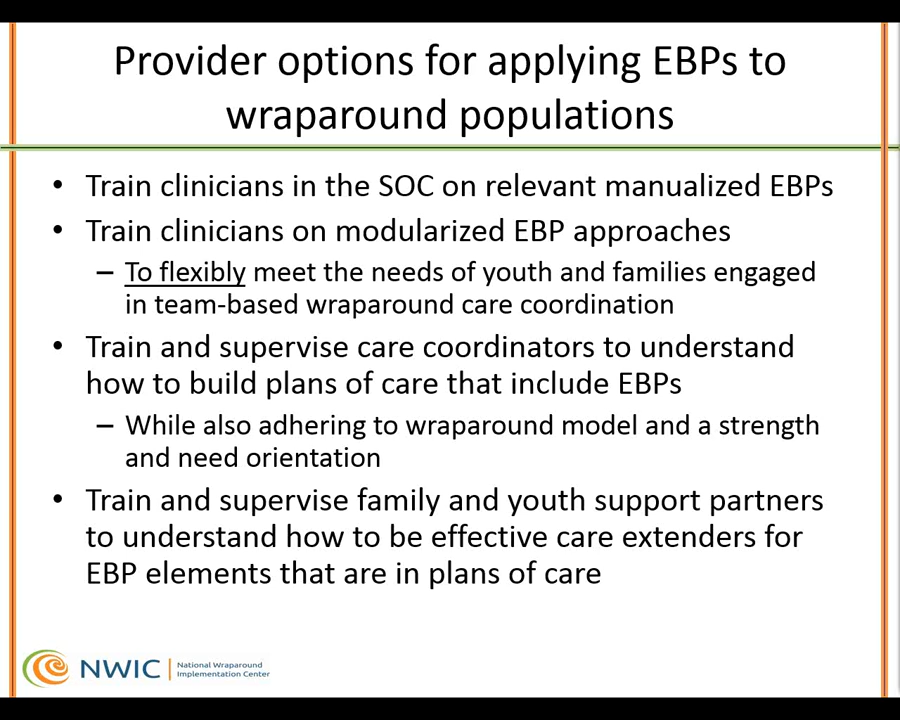 Provider options for applying EBPs to
wraparound populations
• Train clinicians in the SOC on relevant manualized EBPs
• Train clinicians on modularized EBP approaches
– To flexibly meet the needs of youth and families engaged
in team-based wraparound care coordination
• Train and supervise care coordinators to understand
how to build plans of care that include EBPs
– While also adhering to wraparound model and a strength
and need orientation
• Train and supervise family and youth support partners
to understand how to be effective care extenders for
EBP elements that are in plans of care
NWIC
National Wraparound
Implementation Center